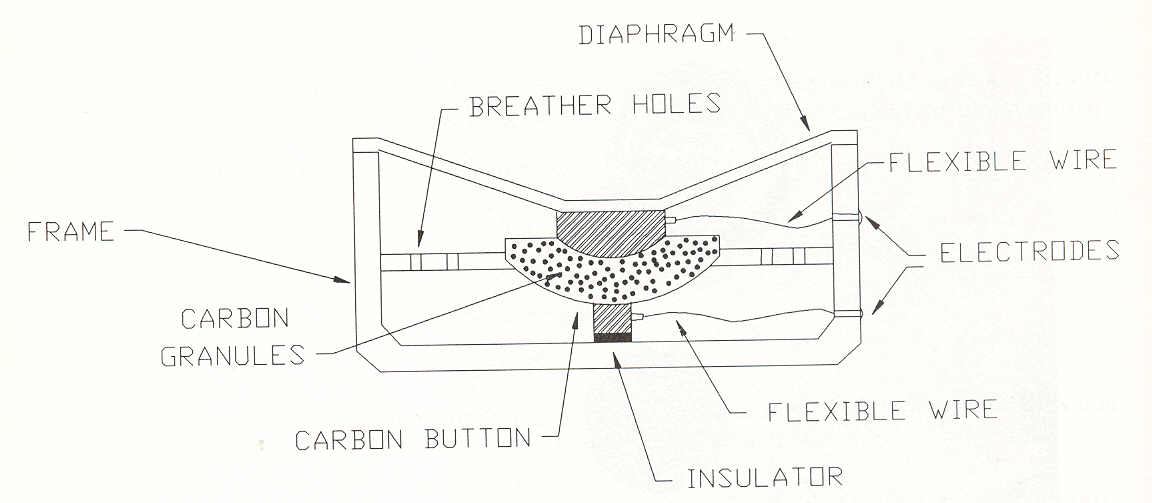 DIAPHRAGM
BREATHER HOLES
FLEXIBLE WIRE
FRAME
ELECTRODES
CARBON
GRANULES
FLEXIBLE WIRE
CARBON BUTTON
INSULATOR